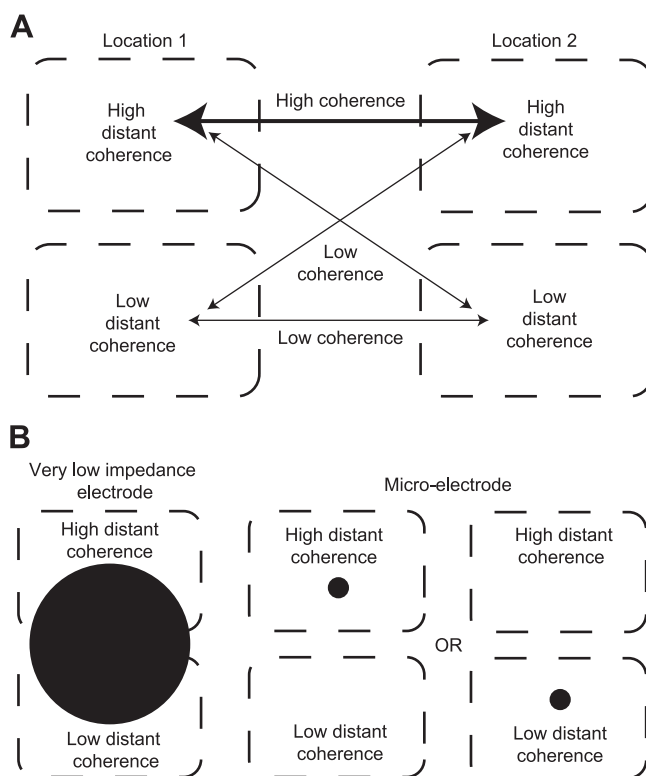 A
Location 1
Location 2
High
distant
coherence
High coherence
High
distant
coherence
Low
coherence
Low
distant
coherence
Low coherence
Low
distant
coherence
B
Very low impedance
electrode
Micro-electrode
High distant
coherence
High distant
coherence
High distant
coherence
OR
Low distant
coherence
Low distant
coherence
Low distant
coherence